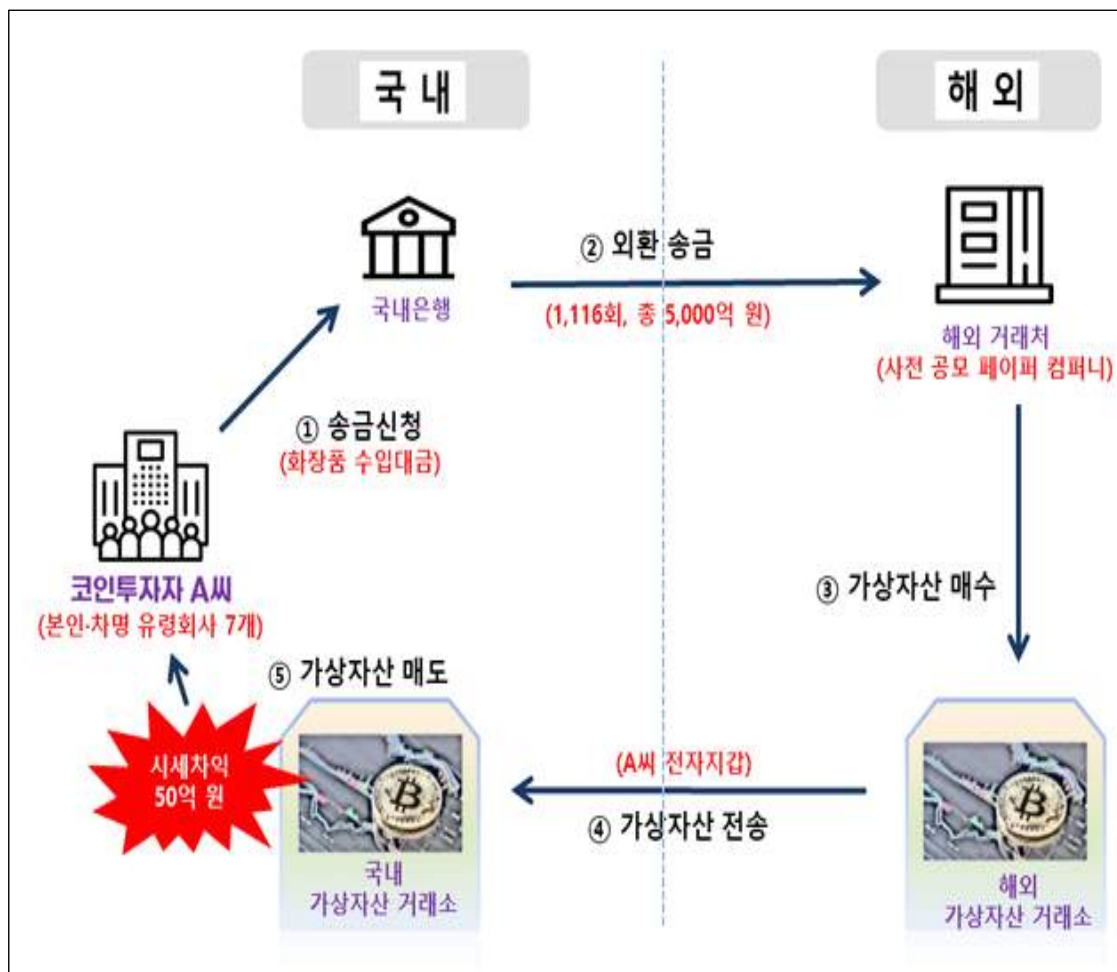 국 내
해 외
국내은행
② 외환 송금
(1,116회, 총 5,000억 원)
해외 거래처
(사전 공모 페이퍼 컴퍼니)
① 송금신청
(화장품 수입대금)
코인투자자 A씨
(본인·차명 유령회사 7개)
③ 가상자산 매수
⑤ 가상자산 매도
시세차익
50억 원
(A씨 전자지갑)
④ 가상자산 전송
국내
가상자산 거래소
해외
가상자산 거래소